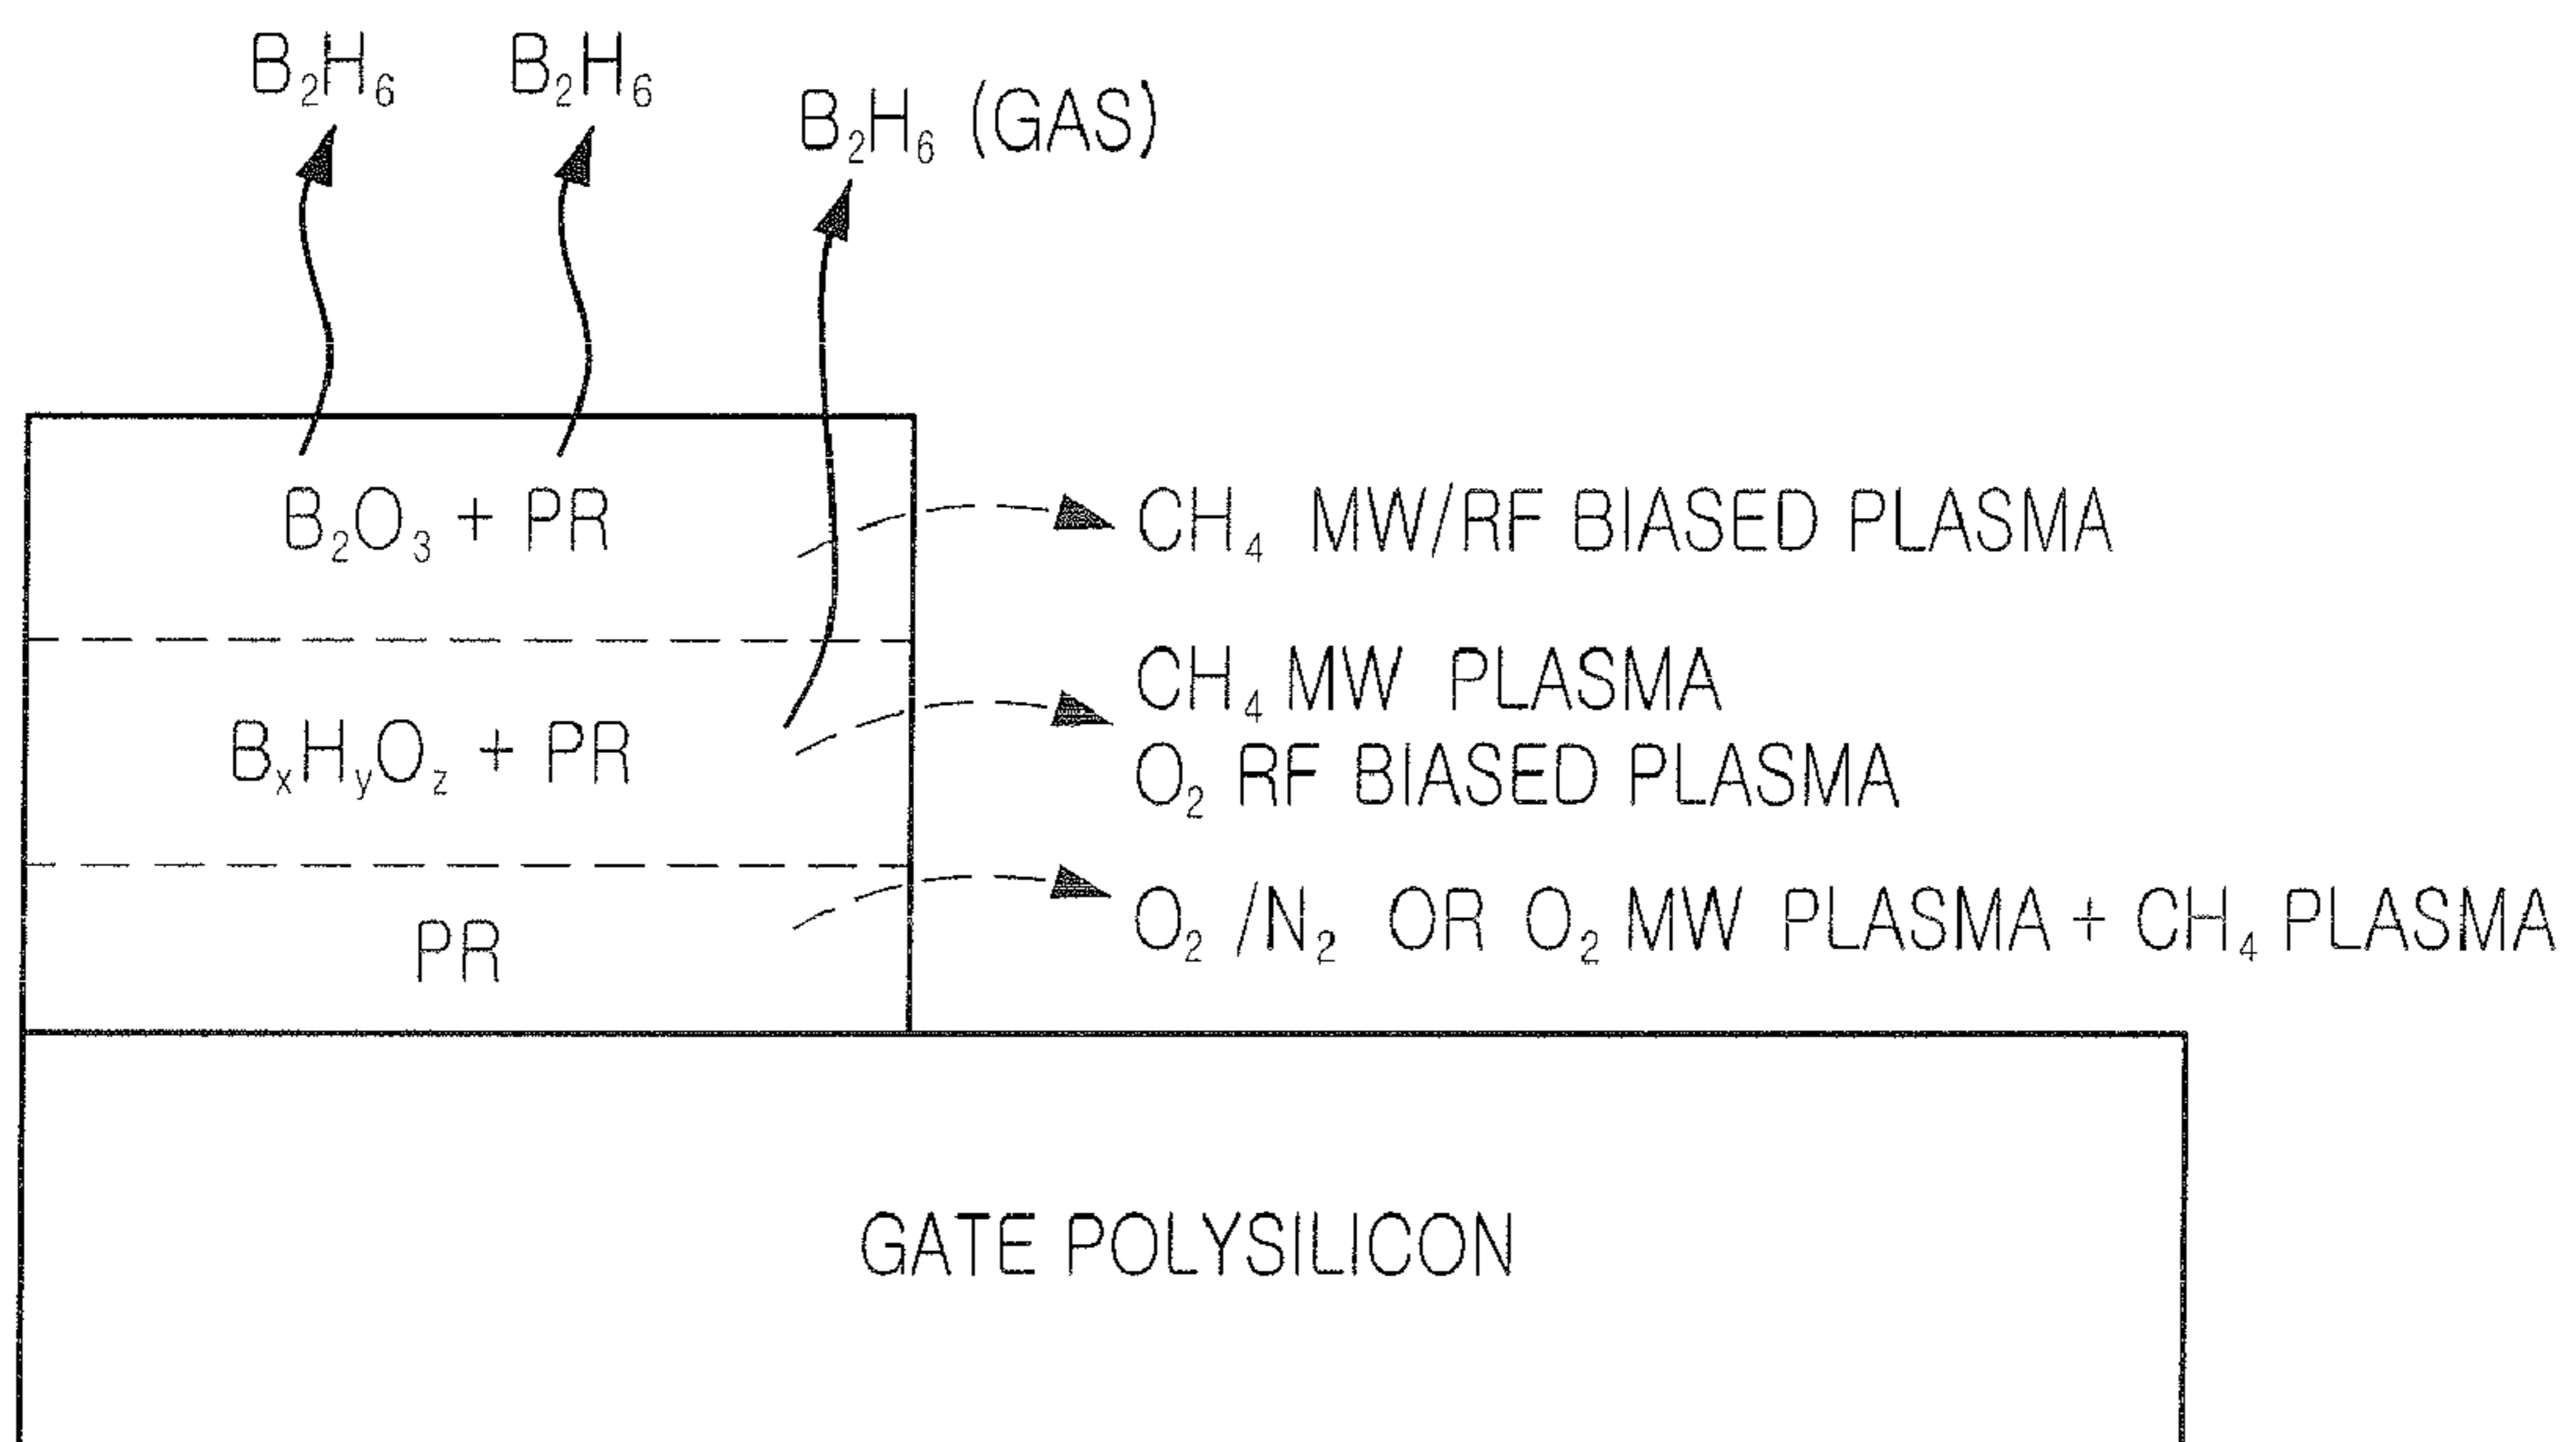 B₂H₆ B₂H₆
B₂H₆ (GAS)
B₂O₃ + PR
CH₄ MW/RF BIASED PLASMA
BₓHᵧO_z + PR
CH₄ MW PLASMA
O₂ RF BIASED PLASMA
PR
O₂ /N₂ OR O₂ MW PLASMA + CH₄ PLASMA
GATE POLYSILICON